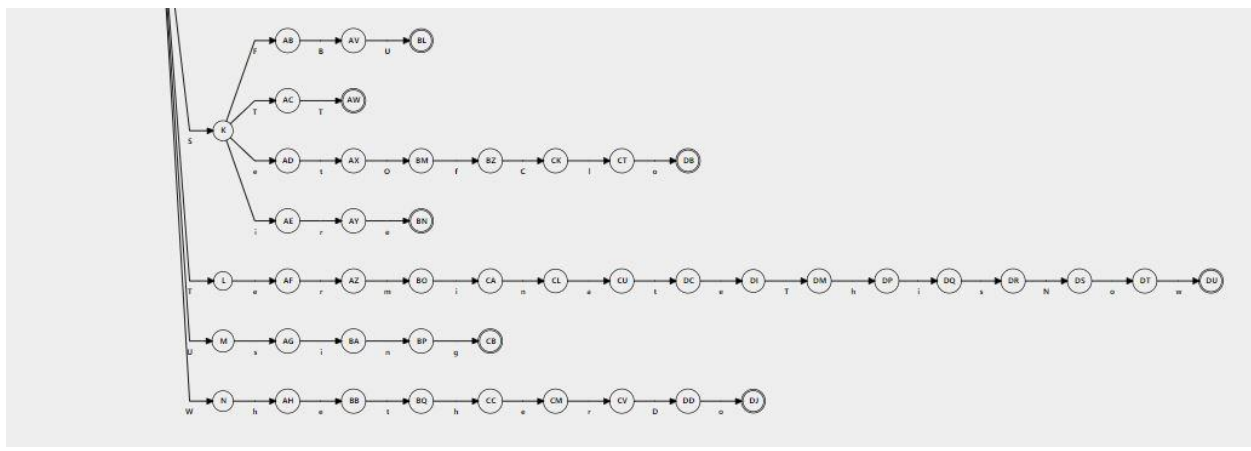 AB AV BL
F B U
AC AW
T T
K
S
AD AX BM BZ CK CT DB
e t O f C l o
AE AY BN
i r e
L AF AZ BO CA CL CU DC DI DM DP DQ DR DS DT DU
T e r m i n a t e T h i s N o w
M AG BA BP CB
U s i n g
N AH BB BQ CC CM CV DD DJ
W h e t h e r D o